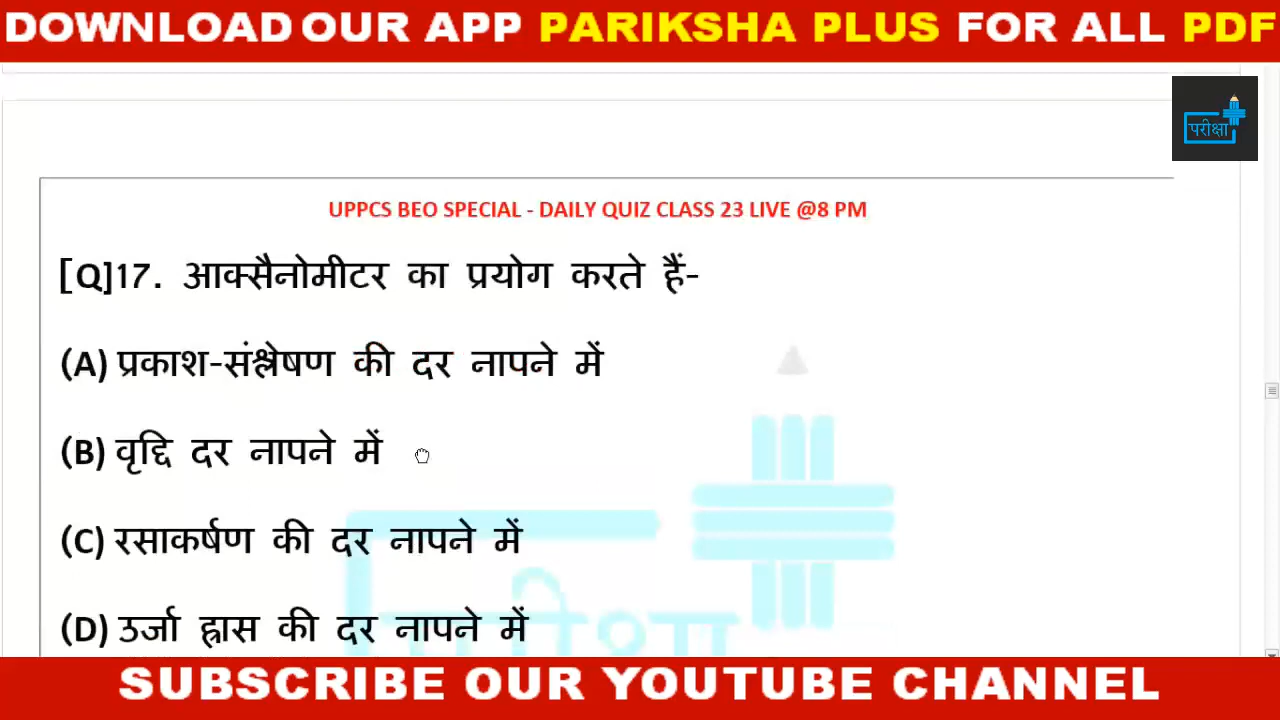 DOWNLOAD OUR APP PARIKSHA PLUS FOR ALL PDF
परीक्षा
UPPCS BEO SPECIAL - DAILY QUIZ CLASS 23 LIVE @8 PM
[Q]17. आक्सैनोमीटर का प्रयोग करते हैं-
(A) प्रकाश-संश्लेषण की दर नापने में
(B) वृद्दि दर नापने में
(C) रसाकर्षण की दर नापने में
(D) उर्जा ह्रास की दर नापने में
परीक्षा
SUBSCRIBE OUR YOUTUBE CHANNEL